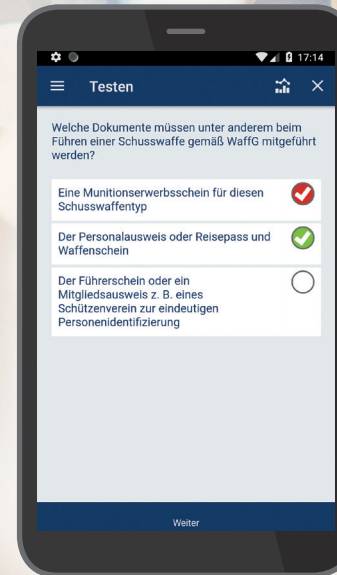 17:14
Testen
Welche Dokumente müssen unter anderem beim
Führen einer Schusswaffe gemäß WaffG mitgeführt
werden?
Eine Munitionserwerbsschein für diesen
Schusswaffentyp
Der Personalausweis oder Reisepass und
Waffenschein
Der Führerschein oder ein
Mitgliedsausweis z. B. eines
Schützenverein zur eindeutigen
Personenidentifizierung
Weiter